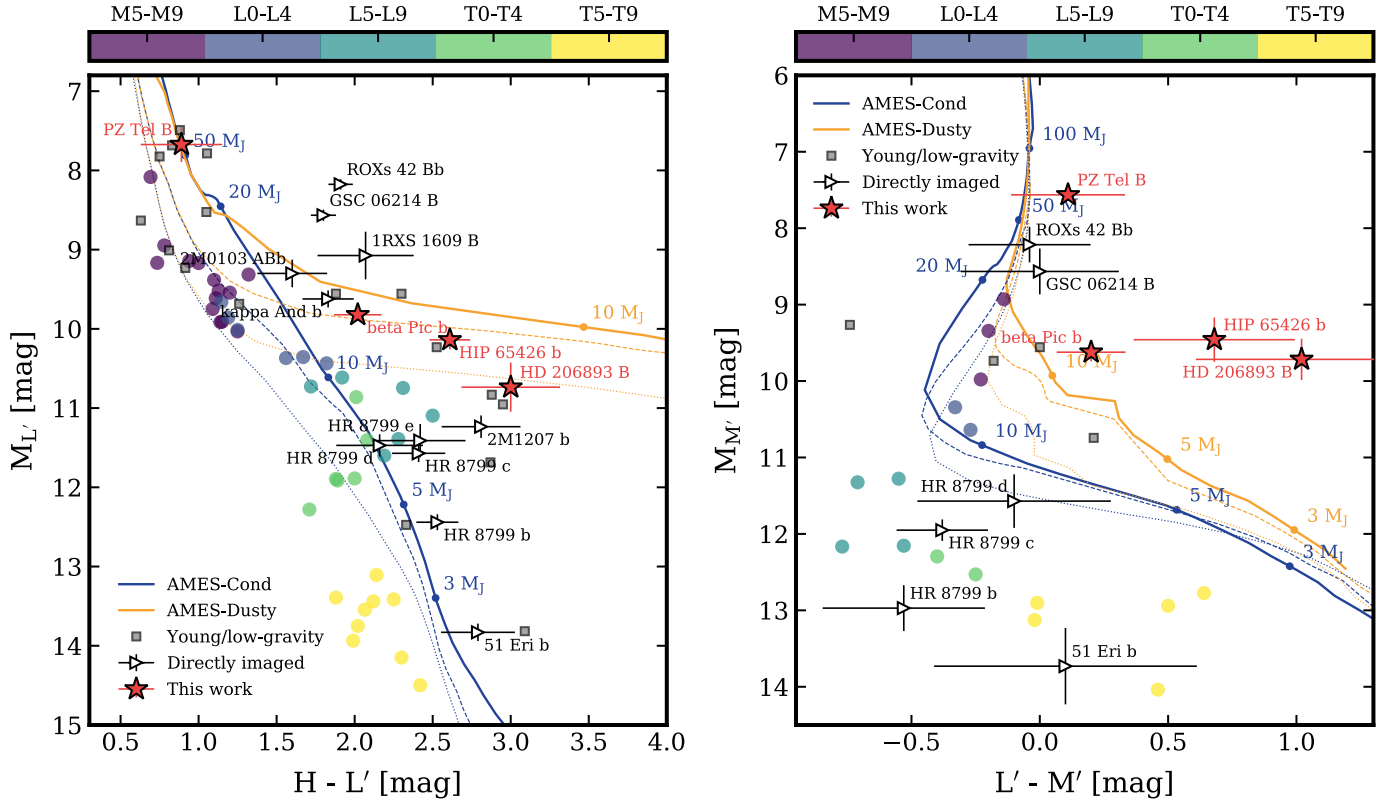 M5-M9 L0-L4 L5-L9 T0-T4 T5-T9
7
8
9
10
11
12
13
14
15
M_L′ [mag]
PZ Tel B
50 M_J
20 M_J
ROXs 42 Bb
GSC 06214 B
1RXS 1609 B
2M0103 ABb
kappa And b
beta Pic b
10 M_J
HIP 65426 b
HD 206893 B
10 M_J
HR 8799 e
2M1207 b
HR 8799 d
HR 8799 c
5 M_J
HR 8799 b
3 M_J
51 Eri b
AMES-Cond
AMES-Dusty
Young/low-gravity
Directly imaged
This work
0.5 1.0 1.5 2.0 2.5 3.0 3.5 4.0
H - L′ [mag]
M5-M9 L0-L4 L5-L9 T0-T4 T5-T9
6
7
8
9
10
11
12
13
14
M_M′ [mag]
AMES-Cond
AMES-Dusty
Young/low-gravity
Directly imaged
This work
100 M_J
PZ Tel B
50 M_J
ROXs 42 Bb
20 M_J
GSC 06214 B
beta Pic b
HIP 65426 b
HD 206893 B
10 M_J
10 M_J
5 M_J
HR 8799 d
5 M_J
3 M_J
HR 8799 c
3 M_J
HR 8799 b
51 Eri b
−0.5 0.0 0.5 1.0
L′ - M′ [mag]